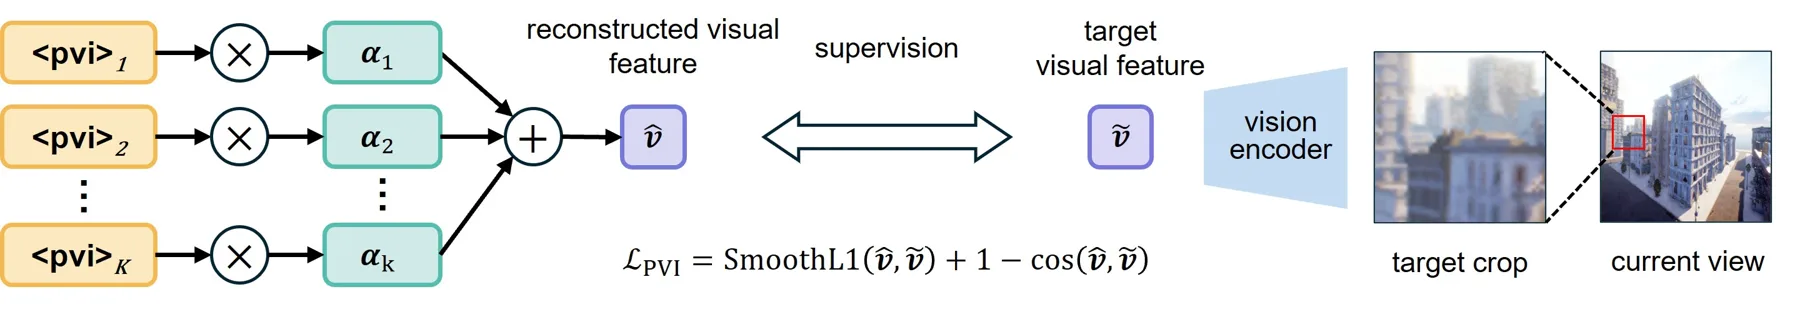 <pvi>1
×
α1
<pvi>2
×
α2
⋮
⋮
<pvi>K
×
αk
+
reconstructed visual
feature
v̂
supervision
target
visual feature
ṽ
vision
encoder
target crop
current view
ℒPVI = SmoothL1(v̂, ṽ) + 1 − cos(v̂, ṽ)